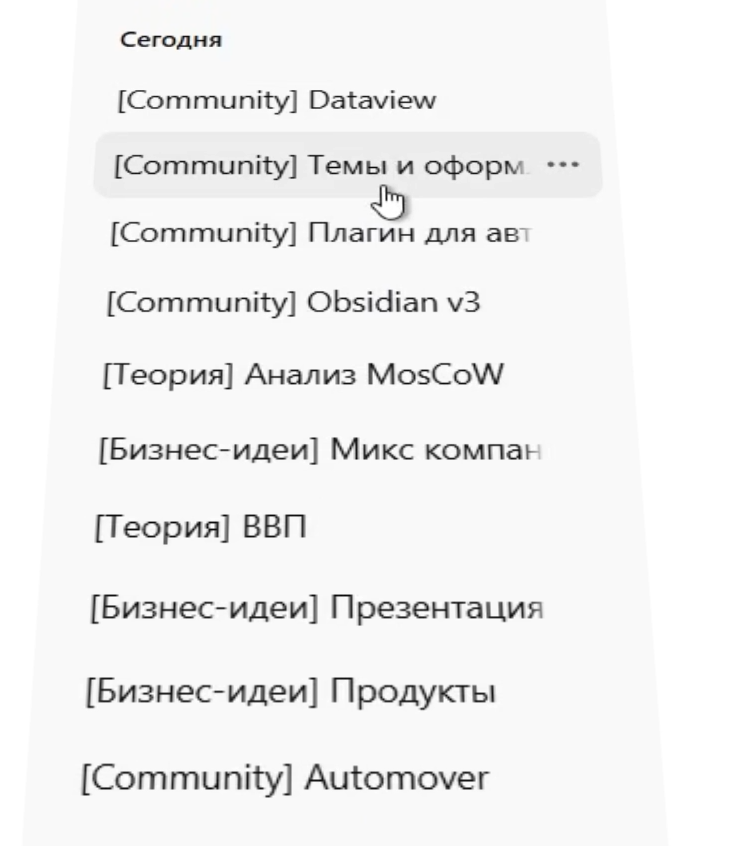 Сегодня
[Community] Dataview
[Community] Темы и оформ
[Community] Плагин для авт
[Community] Obsidian v3
[Теория] Анализ MosCoW
[Бизнес-идеи] Микс компан
[Теория] ВВП
[Бизнес-идеи] Презентация
[Бизнес-идеи] Продукты
[Community] Automover